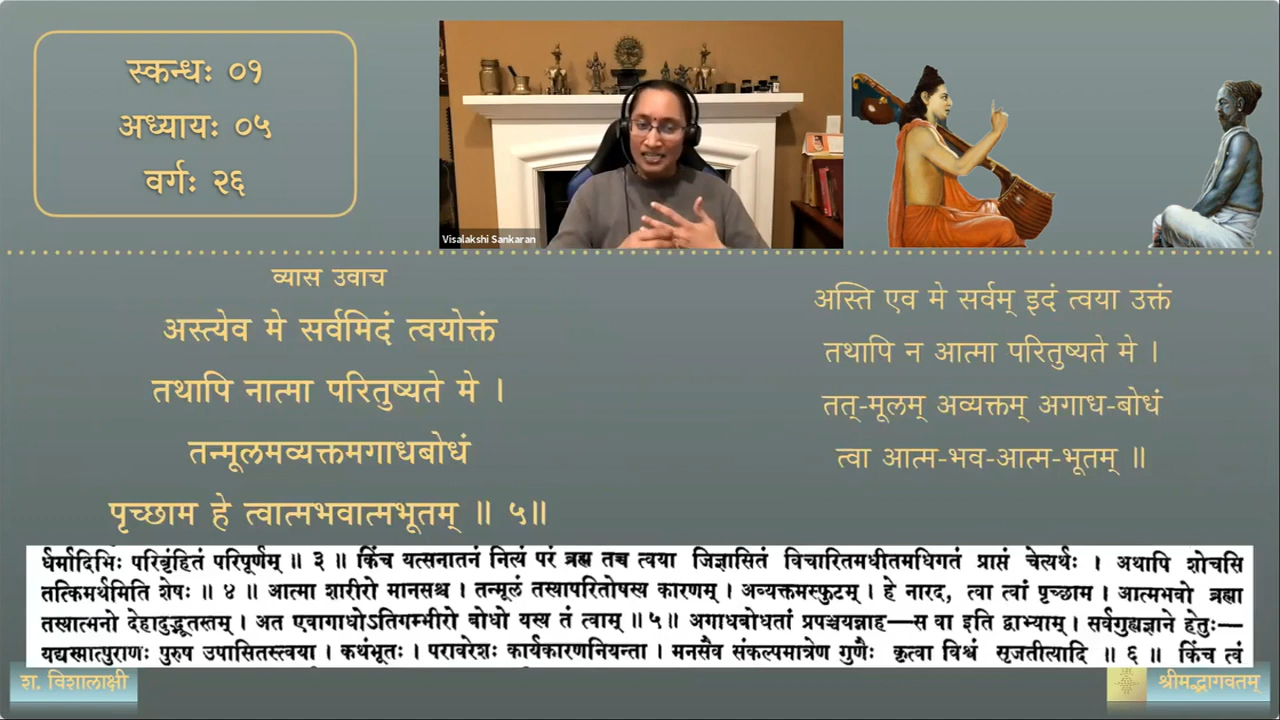 स्कन्धः ०१
अध्यायः ०५
वर्गः २६
Visalakshi Sankaran
व्यास उवाच
अस्त्येव मे सर्वमिदं त्वयोक्तं
तथापि नात्मा परितुष्यते मे ।
तन्मूलमव्यक्तमगाधबोधं
पृच्छाम हे त्वात्मभवात्मभूतम् ॥ ५॥
अस्ति एव मे सर्वम् इदं त्वया उक्तं
तथापि न आत्मा परितुष्यते मे ।
तत्-मूलम् अव्यक्तम् अगाध-बोधं
त्वा आत्म-भव-आत्म-भूतम् ॥
र्धर्मादिभिः परिबृंहितं परिपूर्णम् ॥ ३ ॥ किंच यत्सनातनं नित्यं परं ब्रह्म तच्च त्वया जिज्ञासितं विचारितमधीतमधिगतं प्राप्तं चेत्यर्थः । अथापि शोचसि
तत्किमर्थमिति शेषः ॥ ४ ॥ आत्मा शारीरो मानसश्च । तन्मूलं तस्यापरितोषस्य कारणम् । अव्यक्तमस्फुटम् । हे नारद, त्वा त्वां पृच्छाम । आत्मभवो ब्रह्मा
तस्यात्मनो देहादुद्भूतस्तम् । अत एवागाधोऽतिगम्भीरो बोधो यस्य तं त्वाम् ॥ ५॥ अगाधबोधतां प्रपञ्चयन्नाह—स वा इति द्वाभ्याम् । सर्वगुह्यज्ञाने हेतुः—
यद्यस्मात्पुराणः पुरुष उपासितस्त्वया । कथंभूतः । परावरेशः कार्यकारणनियन्ता । मनसैव संकल्पमात्रेण गुणैः कृत्वा विश्वं सृजतीत्यादि ॥ ६ ॥ किंच त्वं
श. विशालाक्षी
श्रीमद्भागवतम्